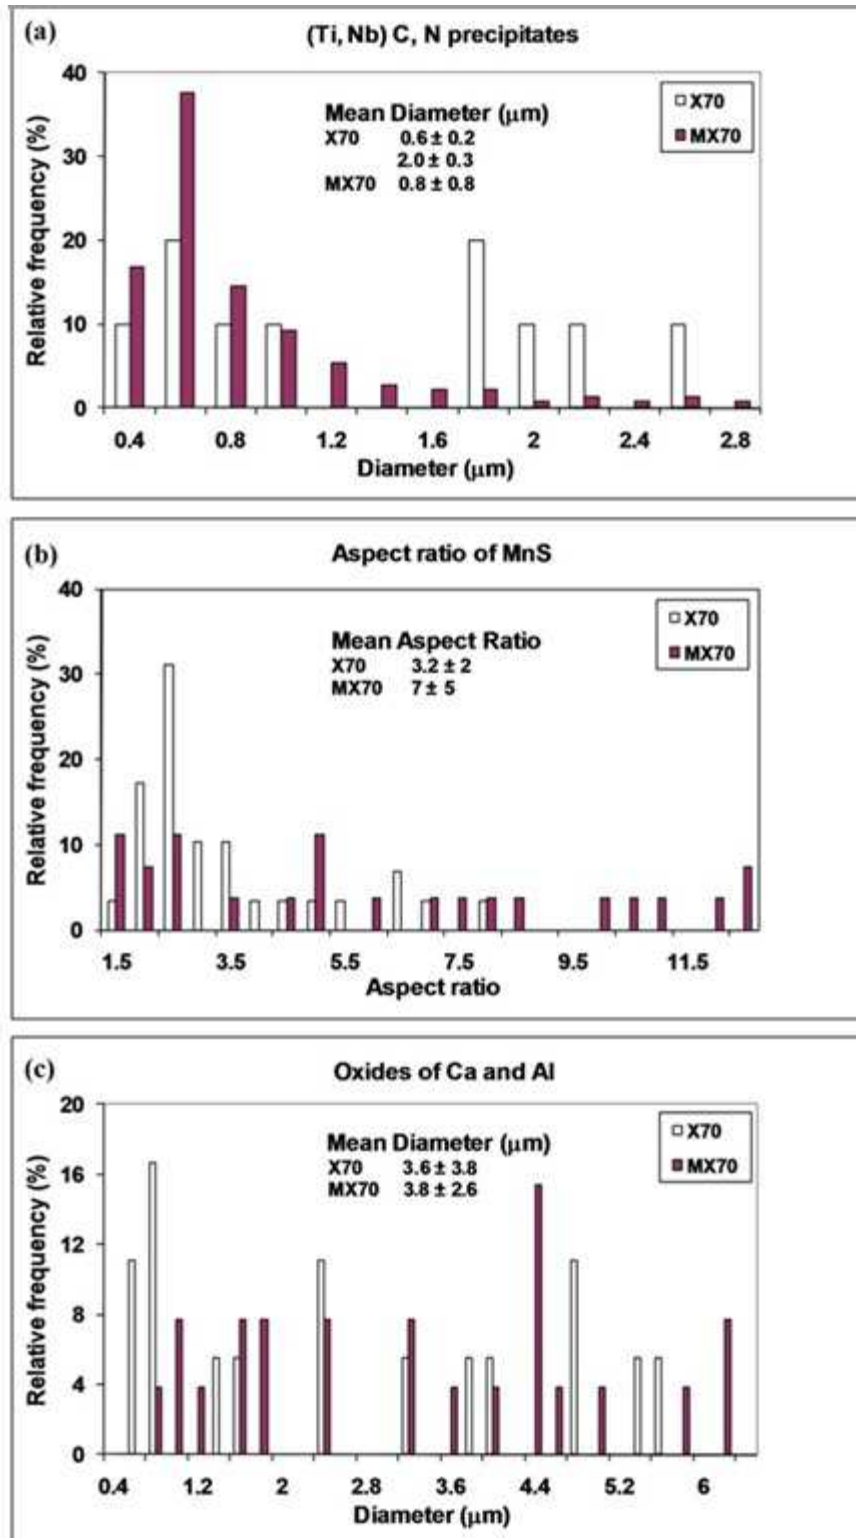 (a)
(Ti, Nb) C, N precipitates
40
30
20
10
0
Relative frequency (%)
Mean Diameter (μm)
X70 0.6 ± 0.2
2.0 ± 0.3
MX70 0.8 ± 0.8
X70
MX70
0.4 0.8 1.2 1.6 2 2.4 2.8
Diameter (μm)
(b)
Aspect ratio of MnS
40
30
20
10
0
Relative frequency (%)
Mean Aspect Ratio
X70 3.2 ± 2
MX70 7 ± 5
X70
MX70
1.5 3.5 5.5 7.5 9.5 11.5
Aspect ratio
(c)
Oxides of Ca and Al
20
16
12
8
4
0
Relative frequency (%)
Mean Diameter (μm)
X70 3.6 ± 3.8
MX70 3.8 ± 2.6
X70
MX70
0.4 1.2 2 2.8 3.6 4.4 5.2 6
Diameter (μm)